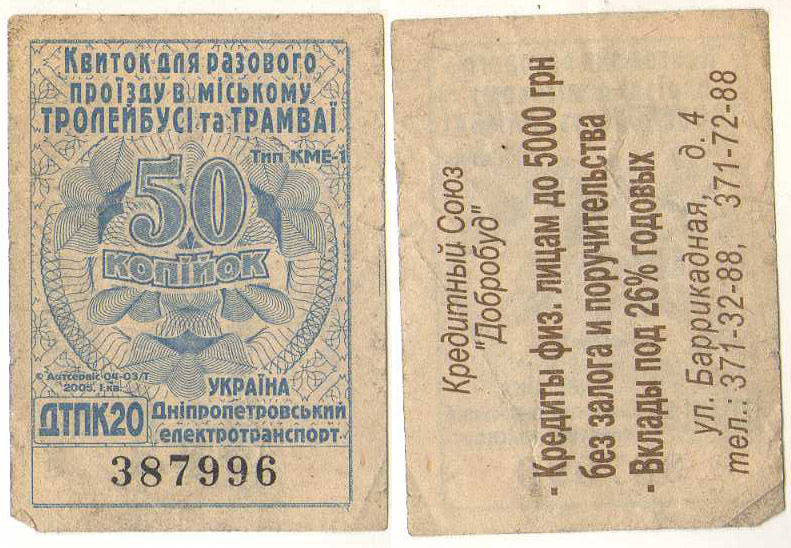 Квиток для разового
проїзду в міському
ТРОЛЕЙБУСІ та ТРАМВАЇ
Тип КМЕ-1
50
КОПІЙОК
© Автсервіс 04-03/Т
2005. І кв.
УКРАЇНА
ДТПК20
Дніпропетровський
електротранспорт
387996
Кредитный Союз
"Добробуд"
- Кредиты физ. лицам до 5000 грн
без залога и поручительства
- Вклады под 26% годовых
ул. Баррикадная, д. 4
тел.: 371-32-88, 371-72-88